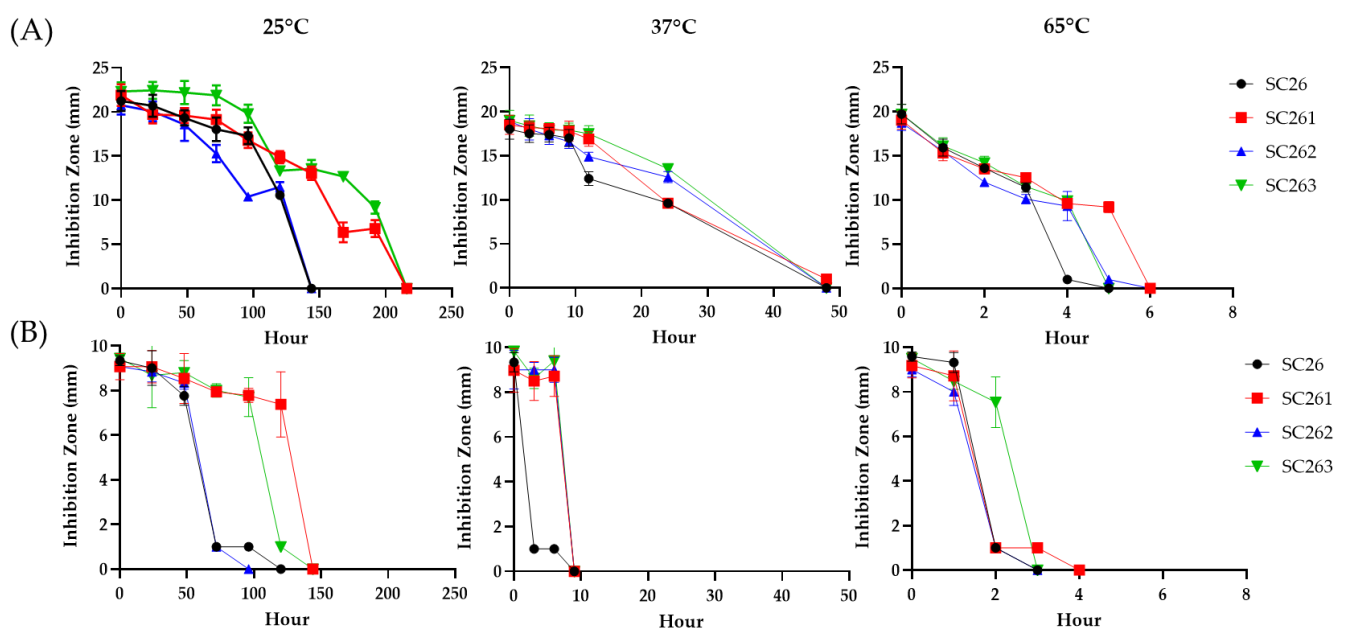 (A)
25°C
37°C
65°C
Inhibition Zone (mm)
25
20
15
10
5
0
0 50 100 150 200 250
Hour
Inhibition Zone (mm)
25
20
15
10
5
0
0 10 20 30 40 50
Hour
Inhibition Zone (mm)
25
20
15
10
5
0
0 2 4 6 8
Hour
SC26
SC261
SC262
SC263
(B)
Inhibition Zone (mm)
10
8
6
4
2
0
0 50 100 150 200 250
Hour
Inhibition Zone (mm)
10
8
6
4
2
0
0 10 20 30 40 50
Hour
Inhibition Zone (mm)
10
8
6
4
2
0
0 2 4 6 8
Hour
SC26
SC261
SC262
SC263